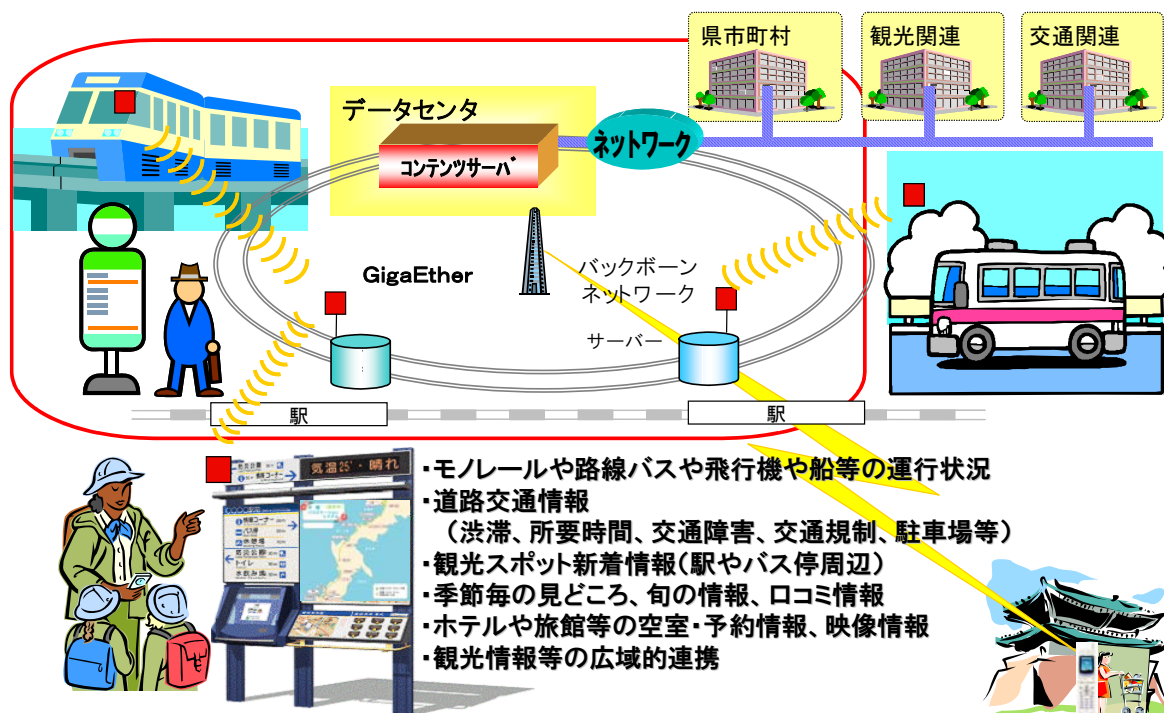 県市町村
観光関連
交通関連
データセンタ
コンテンツサーバ
ネットワーク
GigaEther
バックボーン
ネットワーク
サーバー
駅
駅
気温25°・晴れ
トイレ
・モノレールや路線バスや飛行機や船等の運行状況
・道路交通情報
（渋滞、所要時間、交通障害、交通規制、駐車場等）
・観光スポット新着情報（駅やバス停周辺）
・季節毎の見どころ、旬の情報、口コミ情報
・ホテルや旅館等の空室・予約情報、映像情報
・観光情報等の広域的連携